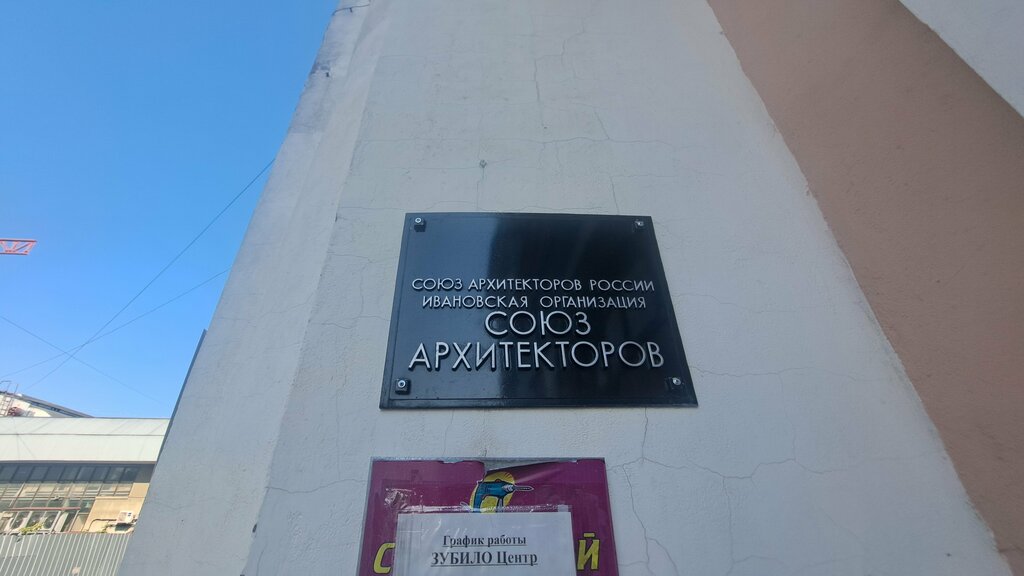 СОЮЗ АРХИТЕКТОРОВ РОССИИ
ИВАНОВСКАЯ ОРГАНИЗАЦИЯ
СОЮЗ
АРХИТЕКТОРОВ
График работы
ЗУБИЛО Центр